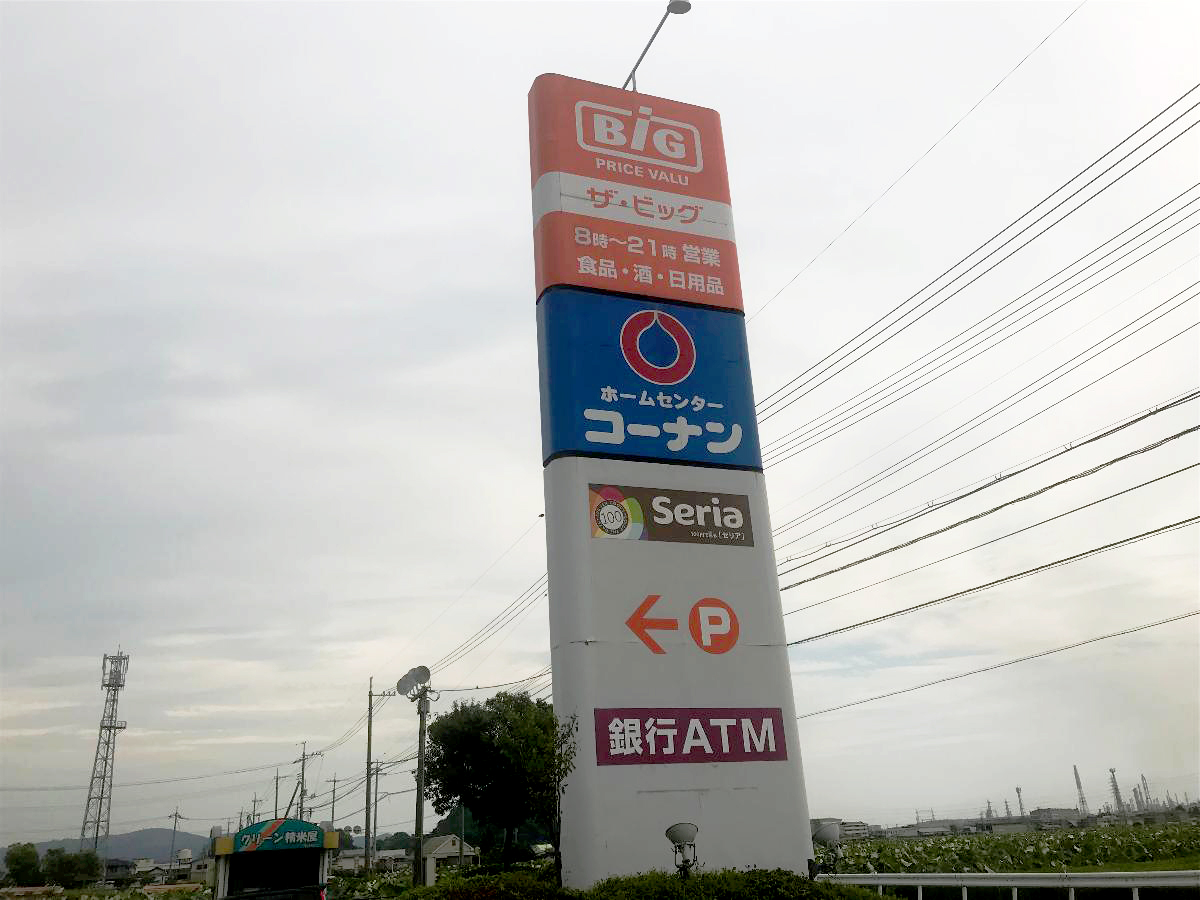 BiG
PRICE VALU
ザ・ビッグ
8時～21時 営業
食品・酒・日用品
ホームセンター
コーナン
100
Seria
[セリア]
P
銀行ATM
クリーン精米屋